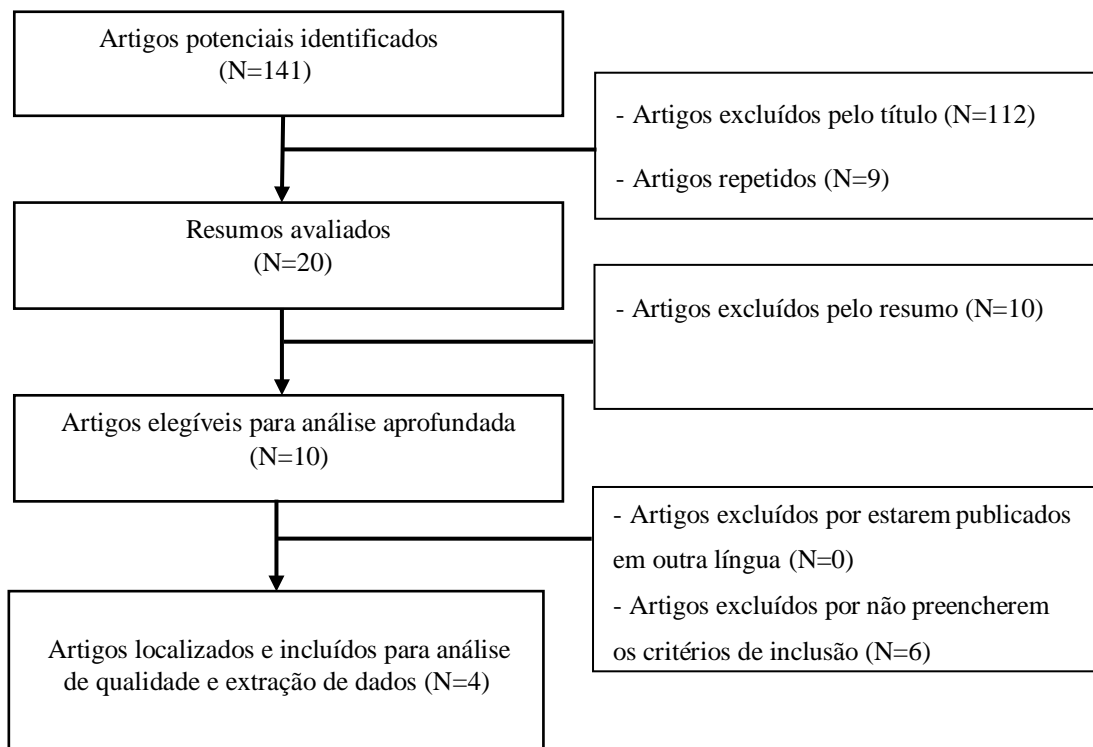 Artigos potenciais identificados
(N=141)
- Artigos excluídos pelo título (N=112)
- Artigos repetidos (N=9)
Resumos avaliados
(N=20)
- Artigos excluídos pelo resumo (N=10)
Artigos elegíveis para análise aprofundada
(N=10)
- Artigos excluídos por estarem publicados
em outra língua (N=0)
- Artigos excluídos por não preencherem
os critérios de inclusão (N=6)
Artigos localizados e incluídos para análise
de qualidade e extração de dados (N=4)